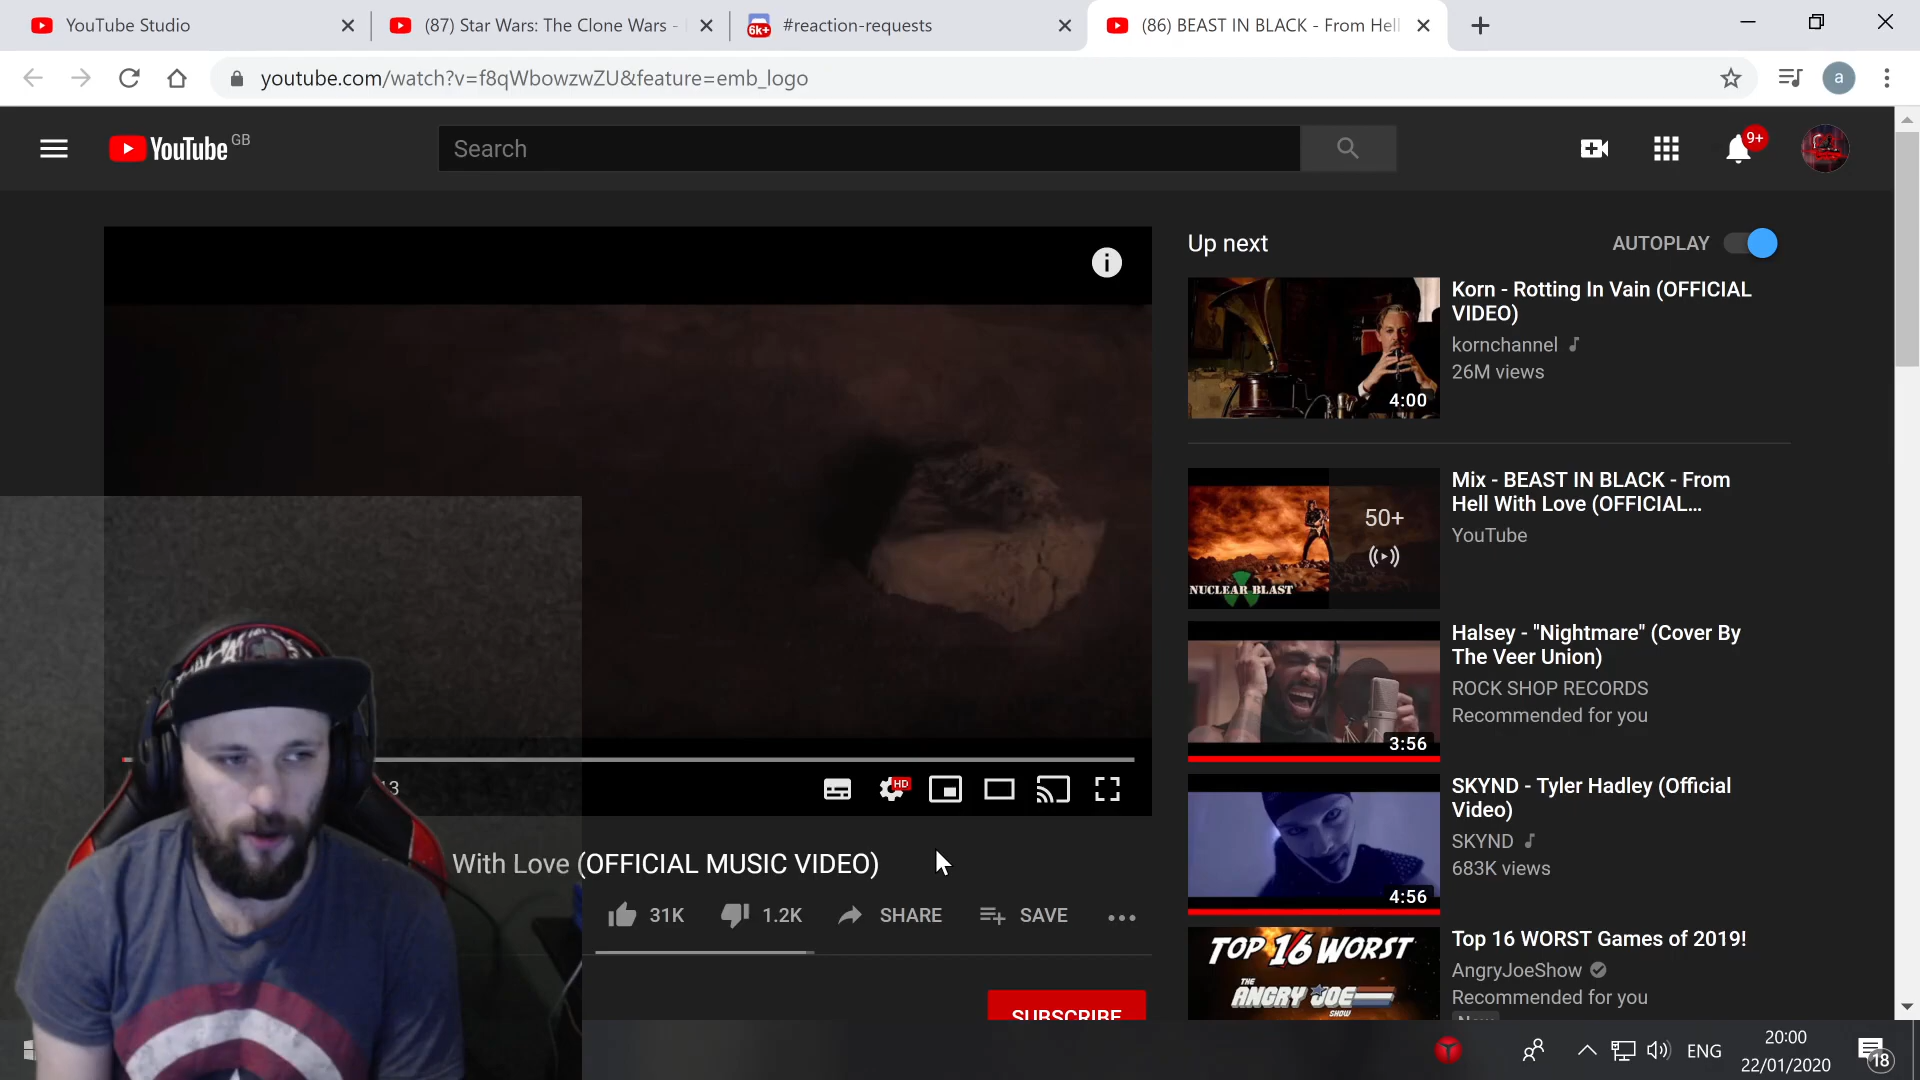 YouTube Studio
(87) Star Wars: The Clone Wars -
6k+
#reaction-requests
(86) BEAST IN BLACK - From Hell
youtube.com/watch?v=f8qWbowzwZU&feature=emb_logo
a
YouTube GB
Search
9+
Up next
AUTOPLAY
Korn - Rotting In Vain (OFFICIAL
VIDEO)
kornchannel
26M views
4:00
Mix - BEAST IN BLACK - From
Hell With Love (OFFICIAL...
YouTube
50+
NUCLEAR BLAST
Halsey - "Nightmare" (Cover By
The Veer Union)
ROCK SHOP RECORDS
Recommended for you
3:56
HD
SKYND - Tyler Hadley (Official
Video)
SKYND
683K views
4:56
With Love (OFFICIAL MUSIC VIDEO)
31K
1.2K
SHARE
SAVE
SUBSCRIBE
TOP 16 WORST
THE
ANGRY JOE
SHOW
Top 16 WORST Games of 2019!
AngryJoeShow
Recommended for you
New
ENG
20:00
22/01/2020
18